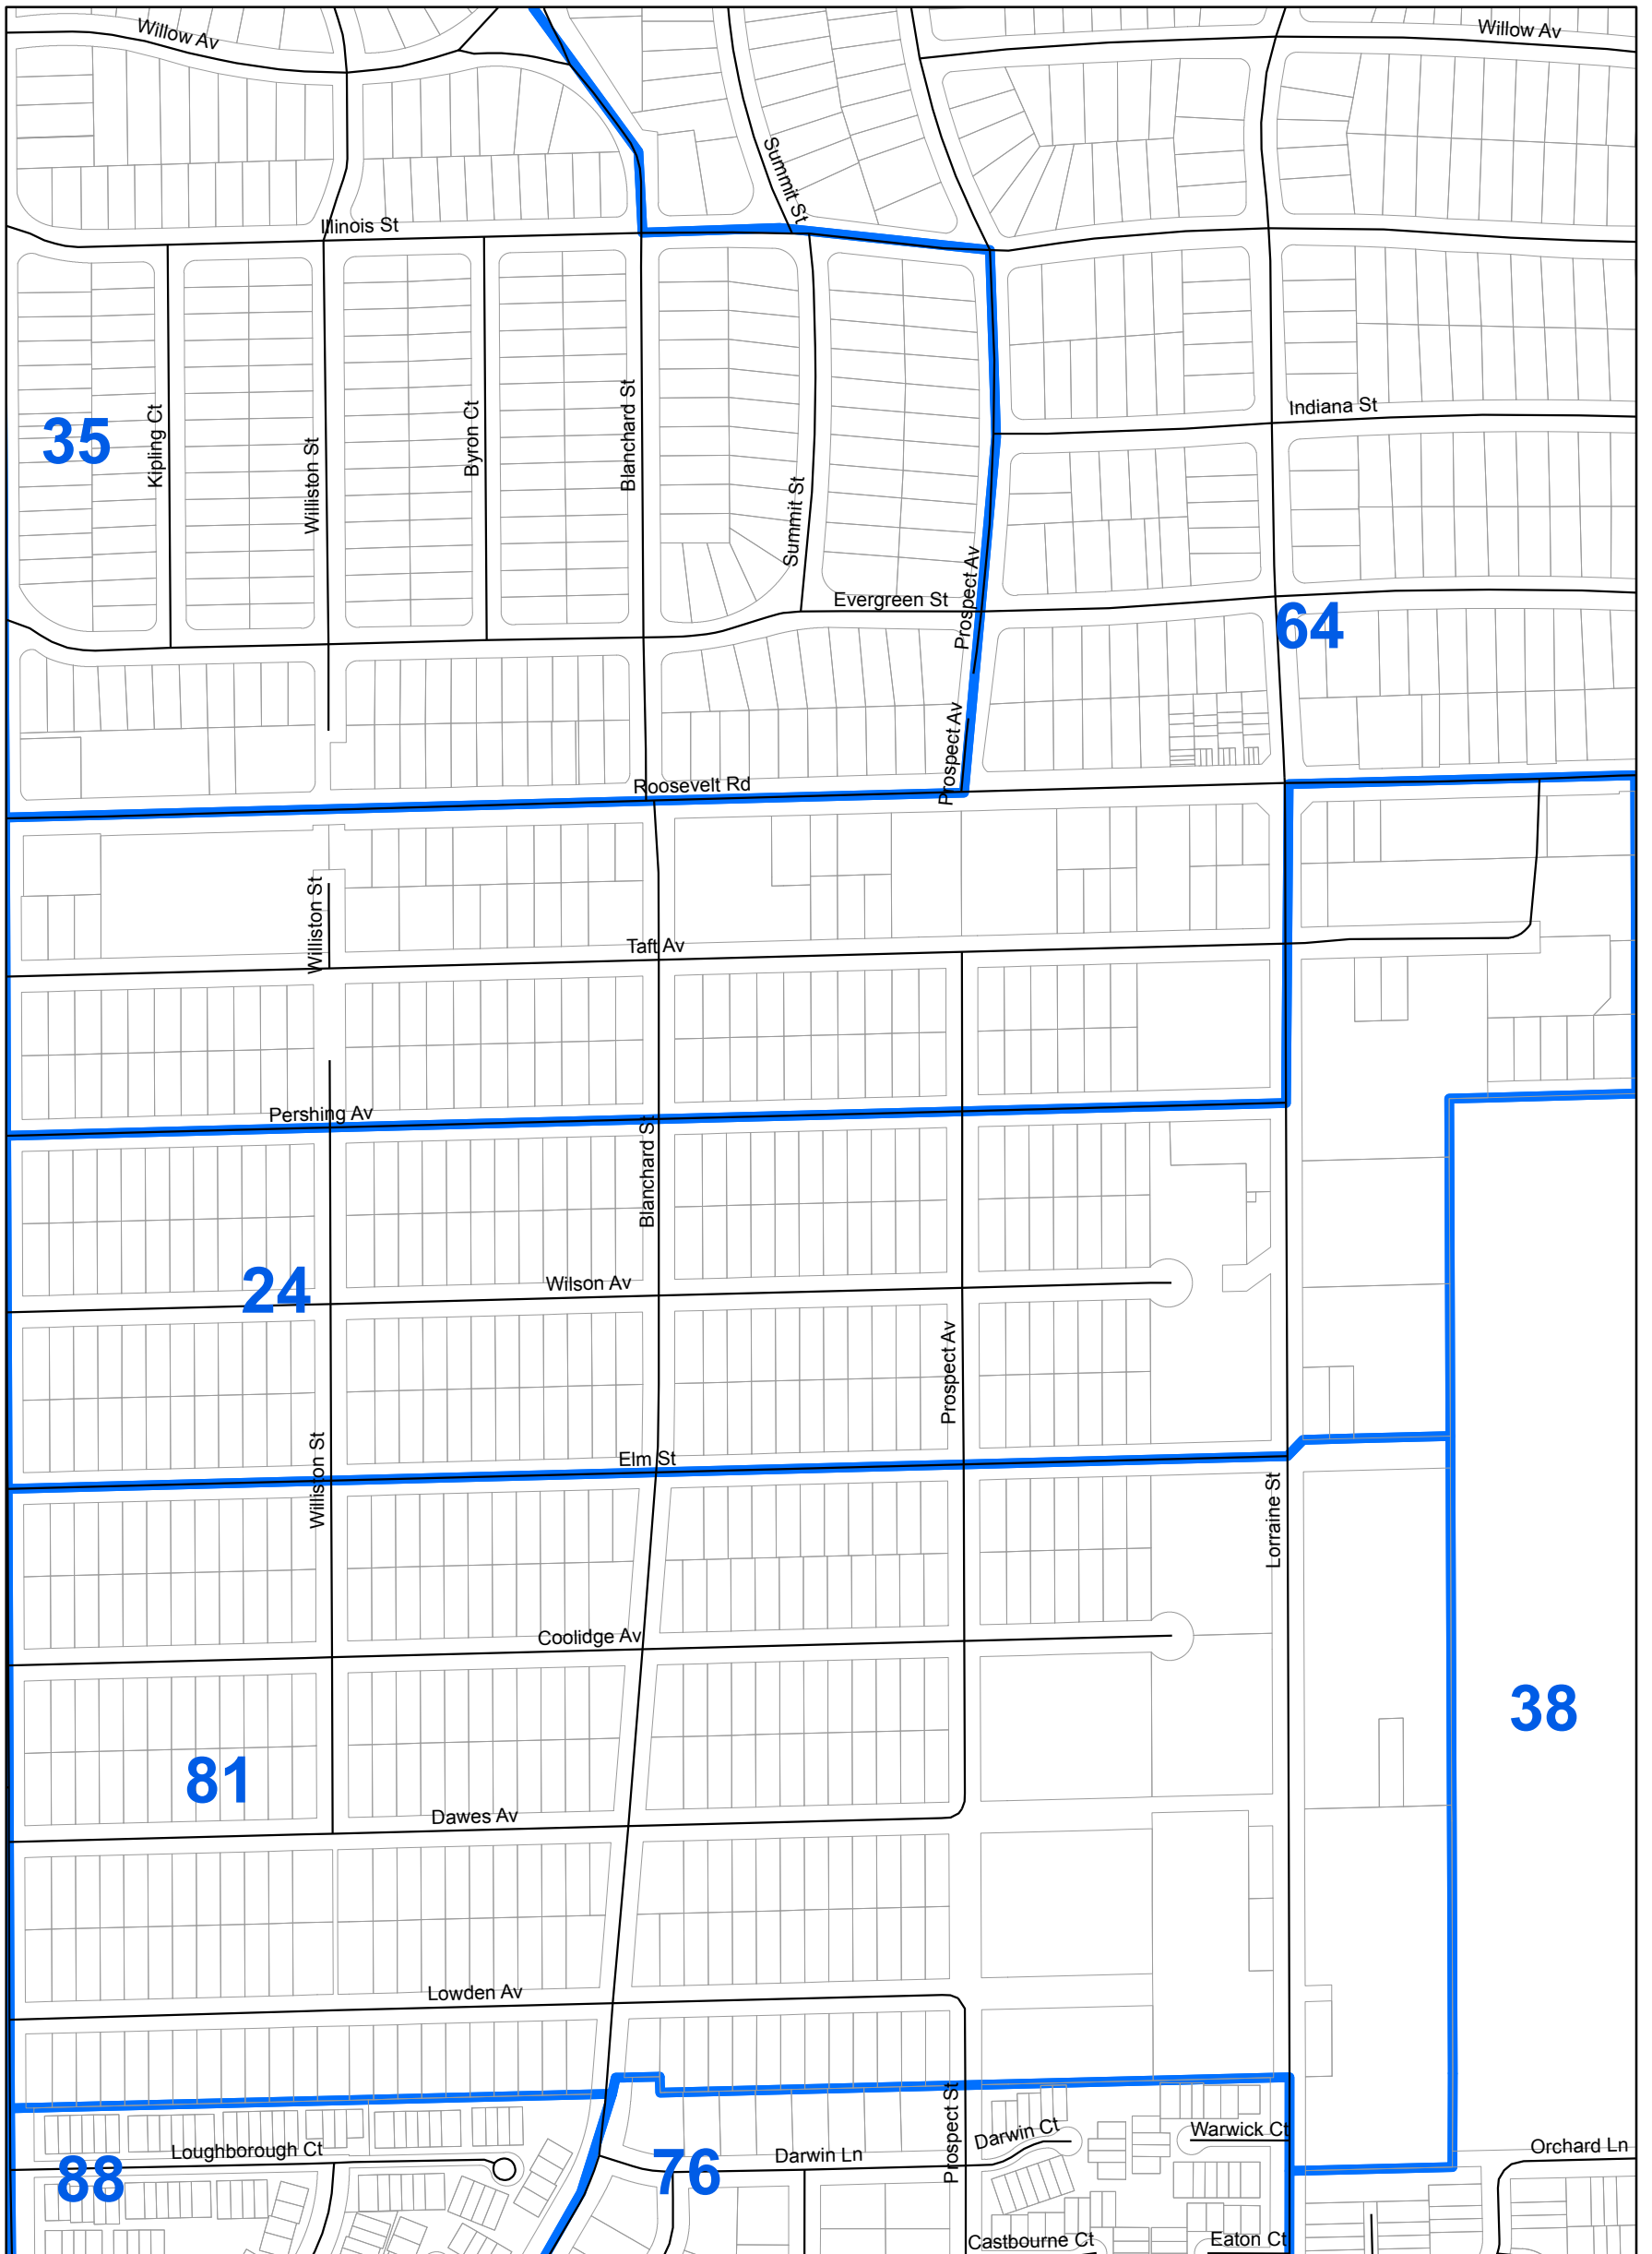 Willow Av
Willow Av
Summit St
Illinois St
Kipling Ct
Williston St
Byron Ct
Blanchard St
Summit St
Indiana St
35
Evergreen St
Prospect Av
64
Prospect Av
Roosevelt Rd
Williston St
Taft Av
Pershing Av
Blanchard St
24
Wilson Av
Prospect Av
Williston St
Elm St
Lorraine St
Coolidge Av
38
81
Dawes Av
Lowden Av
Prospect St
Darwin Ct
Warwick Ct
Loughborough Ct
Darwin Ln
Orchard Ln
88
76
Castbourne Ct
Eaton Ct